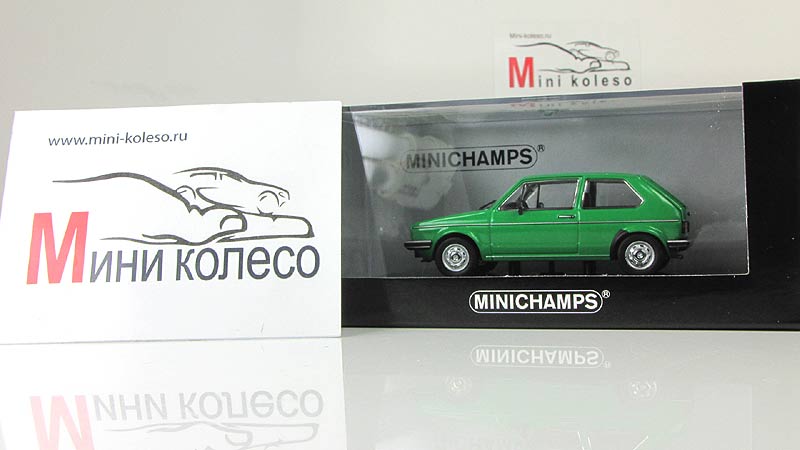 Mini-koleso.ru
Mini koleso
www.mini-koleso.ru
Мини колесо
MINICHAMPS®
MINICHAMPS®